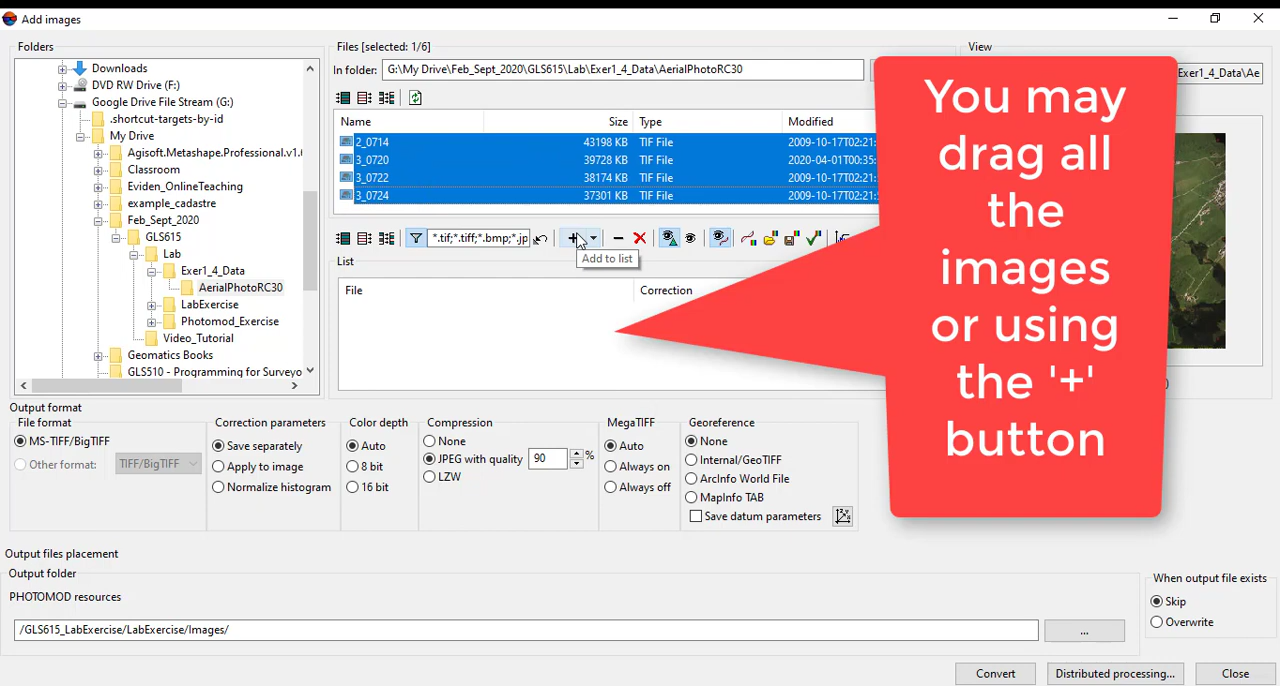 Add images
Folders
Downloads
DVD RW Drive (F:)
Google Drive File Stream (G:)
.shortcut-targets-by-id
My Drive
Agisoft.Metashape.Professional.v1.
Classroom
Eviden_OnlineTeaching
example_cadastre
Feb_Sept_2020
GLS615
Lab
Exer1_4_Data
AerialPhotoRC30
LabExercise
Photomod_Exercise
Video_Tutorial
Geomatics Books
GLS510 - Programming for Surveyo
Files [selected: 1/6]
In folder: G:\My Drive\Feb_Sept_2020\GLS615\Lab\Exer1_4_Data\AerialPhotoRC30
Name Size Type Modified
2_0714 43198 KB TIF File 2009-10-17T02:21:
3_0720 39728 KB TIF File 2020-04-01T00:35:
3_0722 38174 KB TIF File 2009-10-17T02:21:
3_0724 37301 KB TIF File 2009-10-17T02:21:
*.tif;*.tiff;*.bmp;*.jp
Add to list
List
File Correction
View
Exer1_4_Data\Ae
You may
drag all
the
images
or using
the '+'
button
Output format
File format
MS-TIFF/BigTIFF
Other format: TIFF/BigTIFF
Correction parameters
Save separately
Apply to image
Normalize histogram
Color depth
Auto
8 bit
16 bit
Compression
None
JPEG with quality 90 %
LZW
MegaTIFF
Auto
Always on
Always off
Georeference
None
Internal/GeoTIFF
ArcInfo World File
MapInfo TAB
Save datum parameters
Output files placement
Output folder
PHOTOMOD resources
/GLS615_LabExercise/LabExercise/Images/
...
When output file exists
Skip
Overwrite
Convert Distributed processing... Close